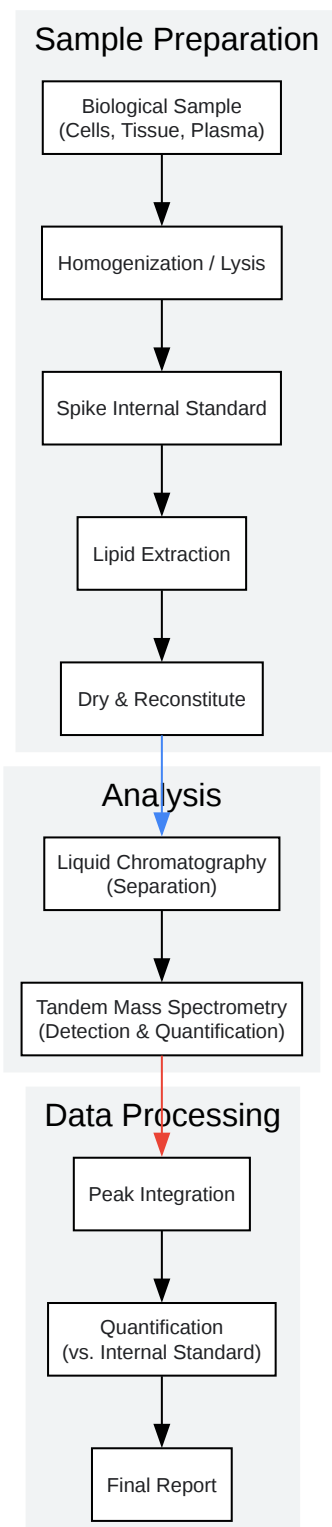 Sample Preparation
Biological Sample
(Cells, Tissue, Plasma)
Homogenization / Lysis
Spike Internal Standard
Lipid Extraction
Dry & Reconstitute
Analysis
Liquid Chromatography
(Separation)
Tandem Mass Spectrometry
(Detection & Quantification)
Data Processing
Peak Integration
Quantification
(vs. Internal Standard)
Final Report